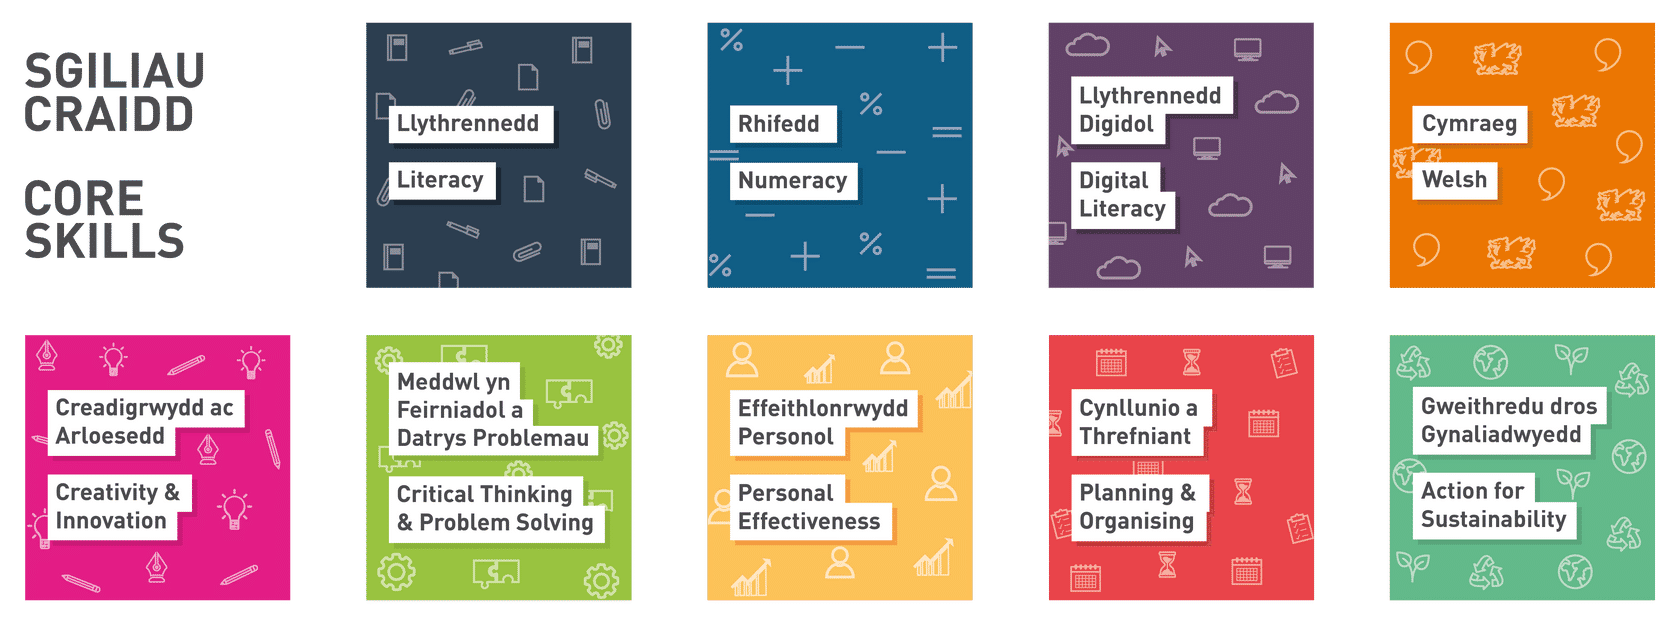 SGILIAU
CRAIDD
CORE
SKILLS
Llythrennedd
Literacy
Rhifedd
Numeracy
Llythrennedd
Digidol
Digital
Literacy
Cymraeg
Welsh
Creadigrwydd ac
Arloesedd
Creativity &
Innovation
Meddwl yn
Feirniadol a
Datrys Problemau
Critical Thinking
& Problem Solving
Effeithlonrwydd
Personol
Personal
Effectiveness
Cynllunio a
Threfniant
Planning &
Organising
Gweithredu dros
Gynaliadwyedd
Action for
Sustainability